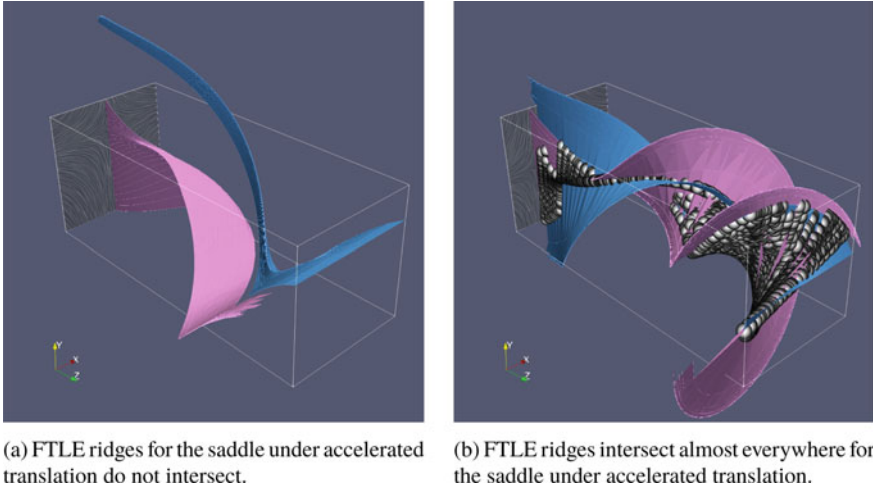 Y
X
Z
Y
X
Z
(a) FTLE ridges for the saddle under accelerated
translation do not intersect.
(b) FTLE ridges intersect almost everywhere for
the saddle under accelerated translation.